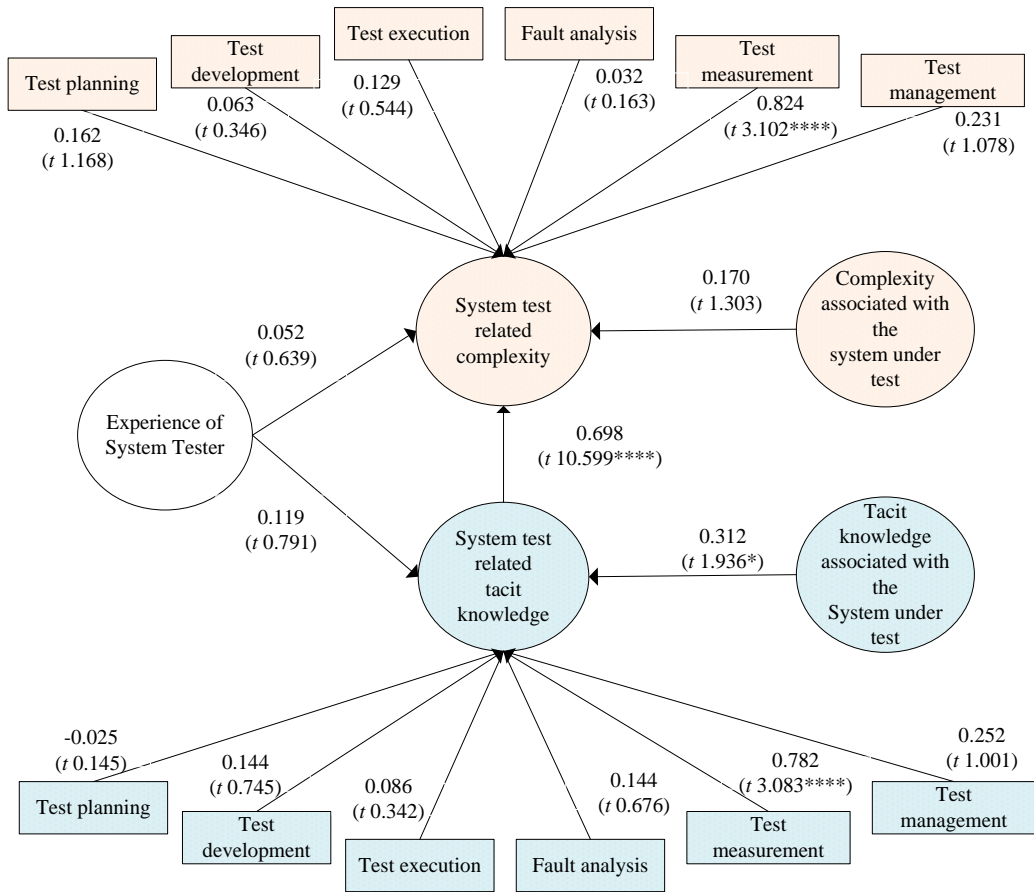 Test planning
0.162
(t 1.168)
Test
development
0.063
(t 0.346)
Test execution
0.129
(t 0.544)
Fault analysis
0.032
(t 0.163)
Test
measurement
0.824
(t 3.102****)
Test
management
0.231
(t 1.078)
System test
related
complexity
0.170
(t 1.303)
Complexity
associated with
the
system under
test
0.052
(t 0.639)
Experience of
System Tester
0.698
(t 10.599****)
0.119
(t 0.791)
System test
related
tacit
knowledge
0.312
(t 1.936*)
Tacit
knowledge
associated with
the
System under
test
-0.025
(t 0.145)
Test planning
0.144
(t 0.745)
Test
development
0.086
(t 0.342)
Test execution
0.144
(t 0.676)
Fault analysis
0.782
(t 3.083****)
Test
measurement
0.252
(t 1.001)
Test
management